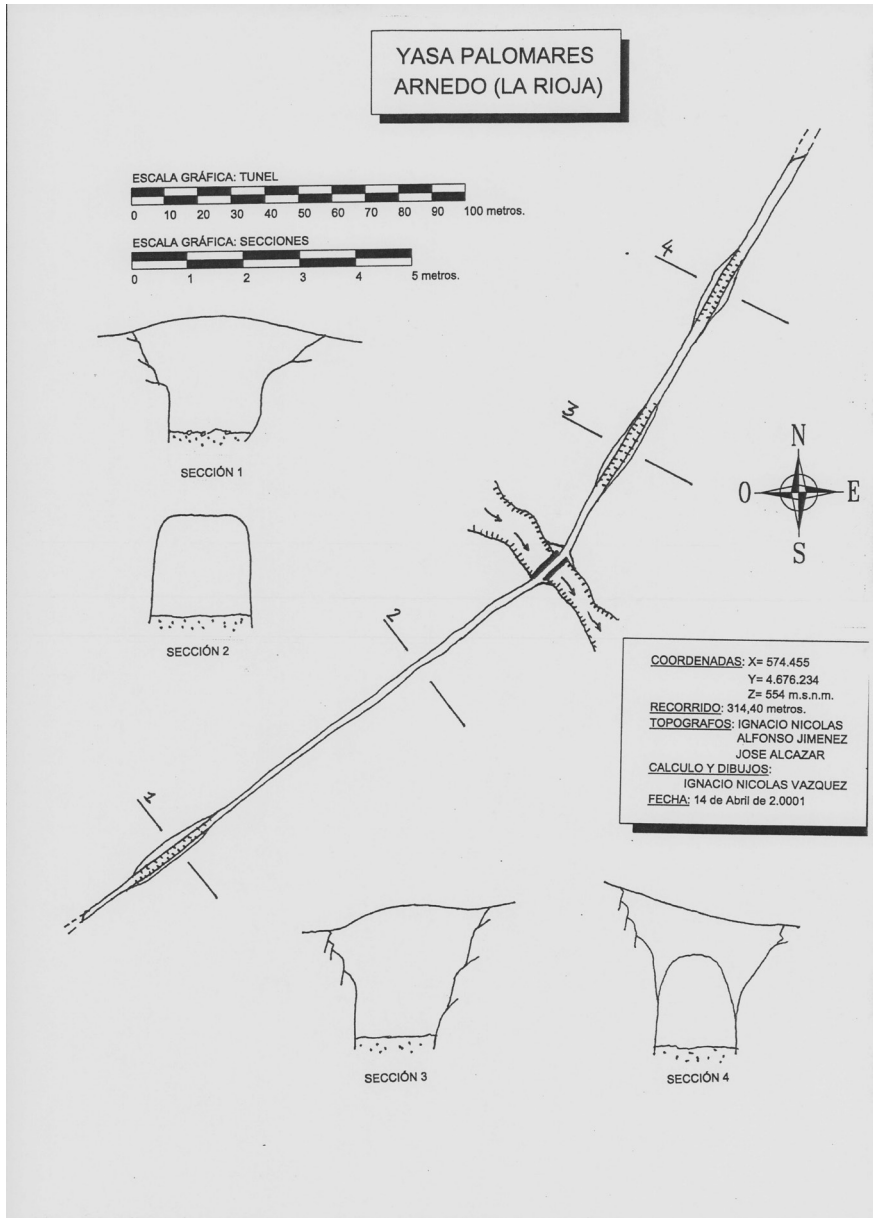 YASA PALOMARES
ARNEDO (LA RIOJA)
ESCALA GRÁFICA: TUNEL
0 10 20 30 40 50 60 70 80 90 100 metros.
ESCALA GRÁFICA: SECCIONES
0 1 2 3 4 5 metros.
4
3
SECCIÓN 1
N
O E
S
2
SECCIÓN 2
COORDENADAS: X= 574.455
Y= 4.676.234
Z= 554 m.s.n.m.
RECORRIDO: 314,40 metros.
TOPOGRAFOS: IGNACIO NICOLAS
ALFONSO JIMENEZ
JOSE ALCAZAR
CALCULO Y DIBUJOS:
IGNACIO NICOLAS VAZQUEZ
FECHA: 14 de Abril de 2.0001
1
SECCIÓN 3
SECCIÓN 4